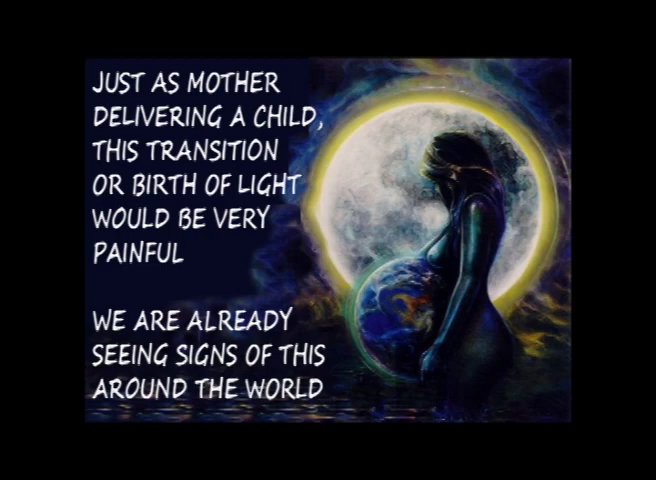 JUST AS MOTHER
DELIVERING A CHILD,
THIS TRANSITION
OR BIRTH OF LIGHT
WOULD BE VERY
PAINFUL
WE ARE ALREADY
SEEING SIGNS OF THIS
AROUND THE WORLD